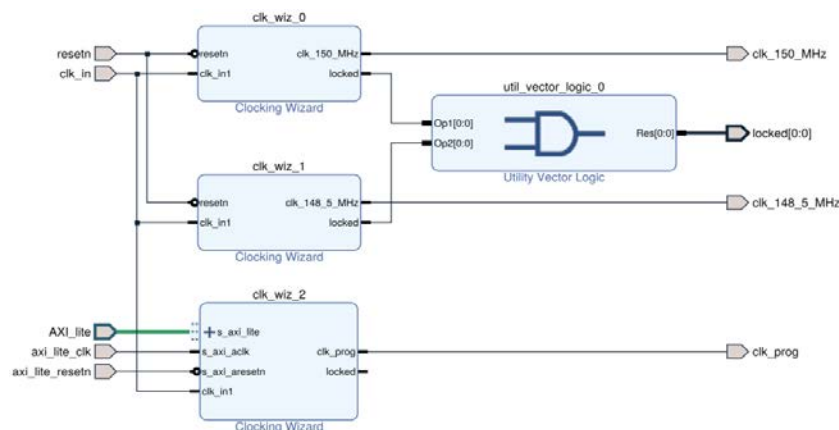 clk_wiz_0
resetn
clk_in
resetn
clk_in1
clk_150_MHz
locked
Clocking Wizard
clk_150_MHz
util_vector_logic_0
Op1[0:0]
Op2[0:0]
Res[0:0]
Utility Vector Logic
locked[0:0]
clk_wiz_1
resetn
clk_in1
clk_148_5_MHz
locked
Clocking Wizard
clk_148_5_MHz
clk_wiz_2
AXI_lite
axi_lite_clk
axi_lite_resetn
s_axi_lite
s_axi_aclk
s_axi_aresetn
clk_in1
clk_prog
locked
Clocking Wizard
clk_prog